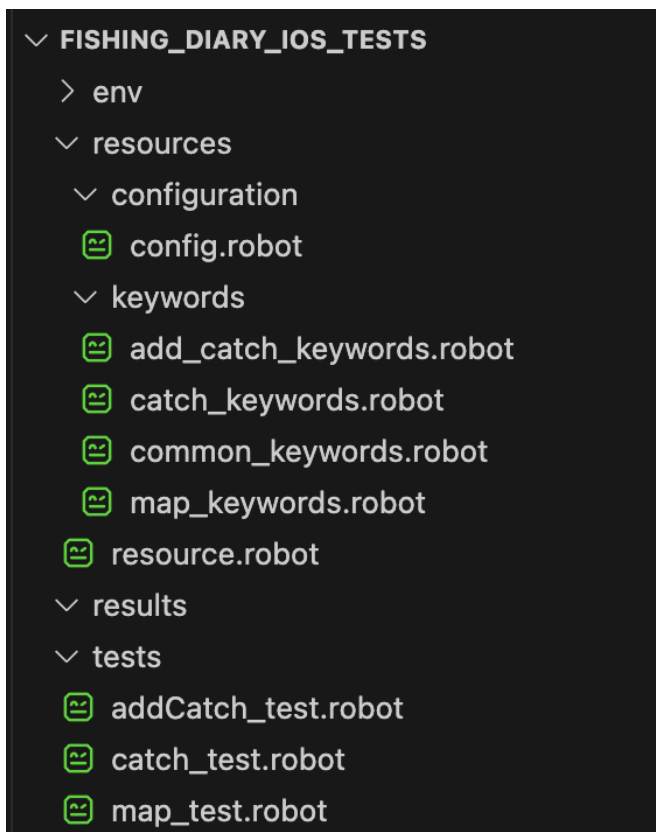 FISHING_DIARY_IOS_TESTS
env
resources
configuration
config.robot
keywords
add_catch_keywords.robot
catch_keywords.robot
common_keywords.robot
map_keywords.robot
resource.robot
results
tests
addCatch_test.robot
catch_test.robot
map_test.robot